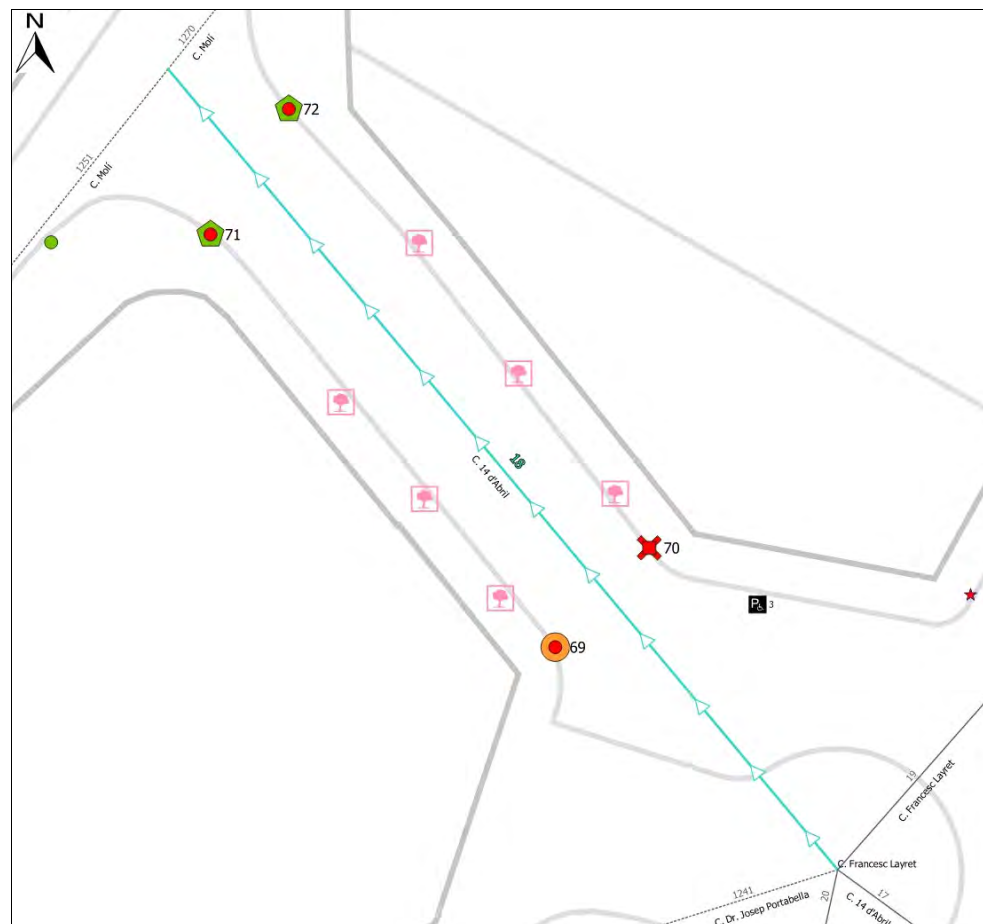 N
1270
C. Molí
72
1251
C. Molí
71
18
C. 14 d'Abril
70
P 3
69
19
C. Francesc Layret
C. Francesc Layret
1241
17
20
C. 14 d'Abril
C. Dr. Josep Portabella